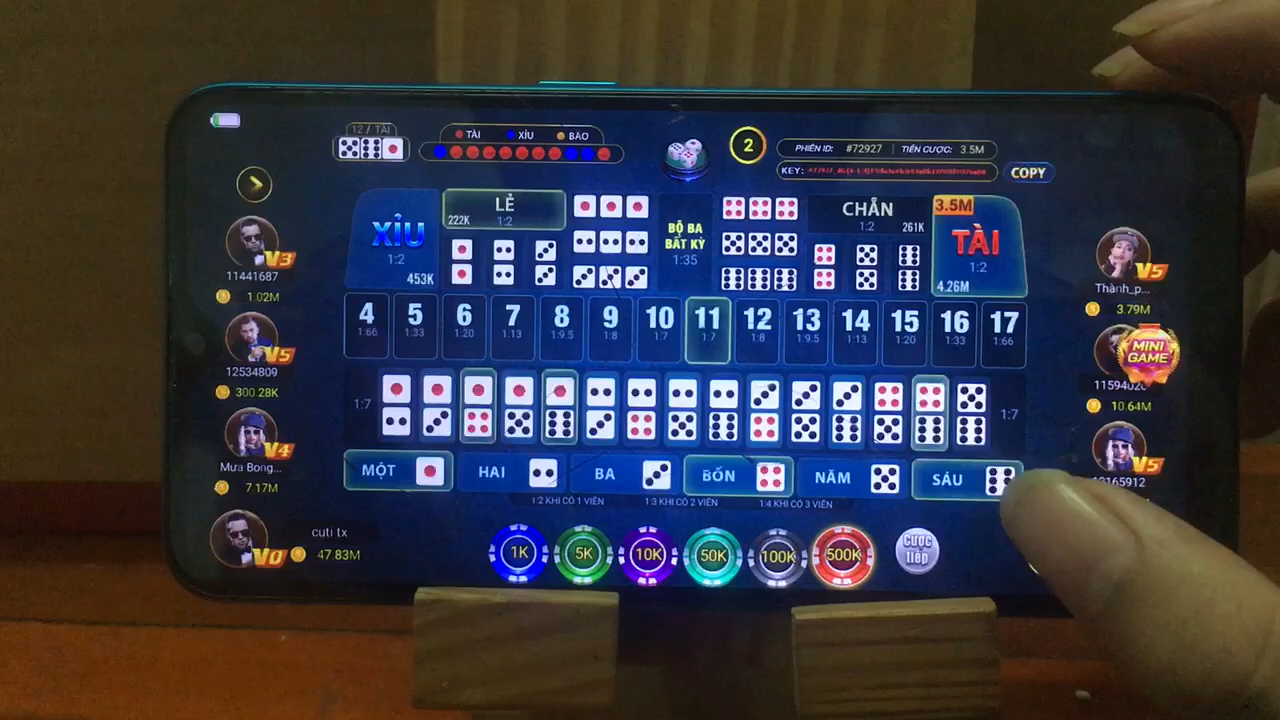 12 / TÀI
TÀI XỈU BÃO
2
PHIÊN ID: #72927 | TIỀN CƯỢC: 3.5M
KEY:
COPY
XỈU
1:2
453K
LẺ
222K
1:2
BỘ BA
BẤT KỲ
1:35
CHẴN
1:2
261K
3.5M
TÀI
1:2
4.26M
V3
11441687
1.02M
V5
12534809
300.28K
V4
Mưa Bong...
7.17M
V0
cuti tx
47.83M
V5
Thành_p...
3.79M
MINI
GAME
10.64M
V5
4 5 6 7 8 9 10 11 12 13 14 15 16 17
1:66 1:33 1:20 1:13 1:9.5 1:8 1:7 1:7 1:8 1:9.5 1:13 1:20 1:33 1:66
1:7 1:7
MỘT HAI BA BỐN NĂM SÁU
1:2 KHI CÓ 1 VIÊN 1:3 KHI CÓ 2 VIÊN 1:4 KHI CÓ 3 VIÊN
1K 5K 10K 50K 100K 500K
Cược
tiếp